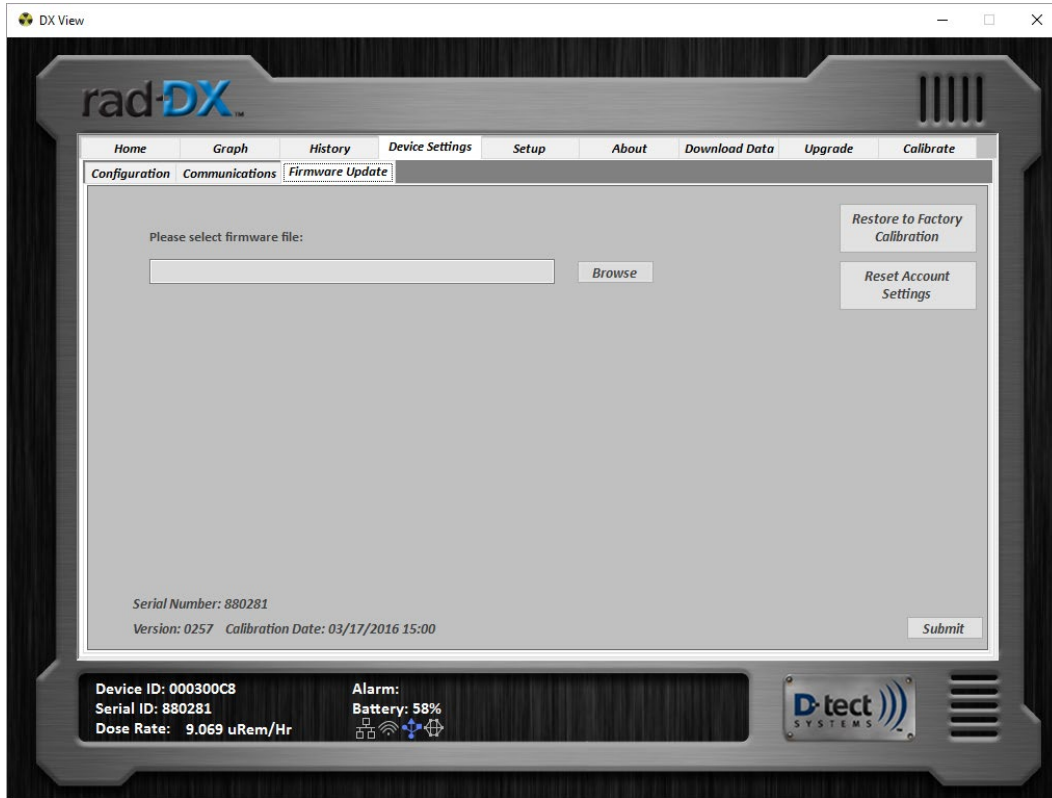 DX View
rad-DX™
Home Graph History Device Settings Setup About Download Data Upgrade Calibrate
Configuration Communications Firmware Update
Restore to Factory
Calibration
Please select firmware file:
Browse
Reset Account
Settings
Serial Number: 880281
Version: 0257 Calibration Date: 03/17/2016 15:00
Submit
Device ID: 000300C8 Alarm:
Serial ID: 880281 Battery: 58%
Dose Rate: 9.069 uRem/Hr
D-tect
SYSTEMS